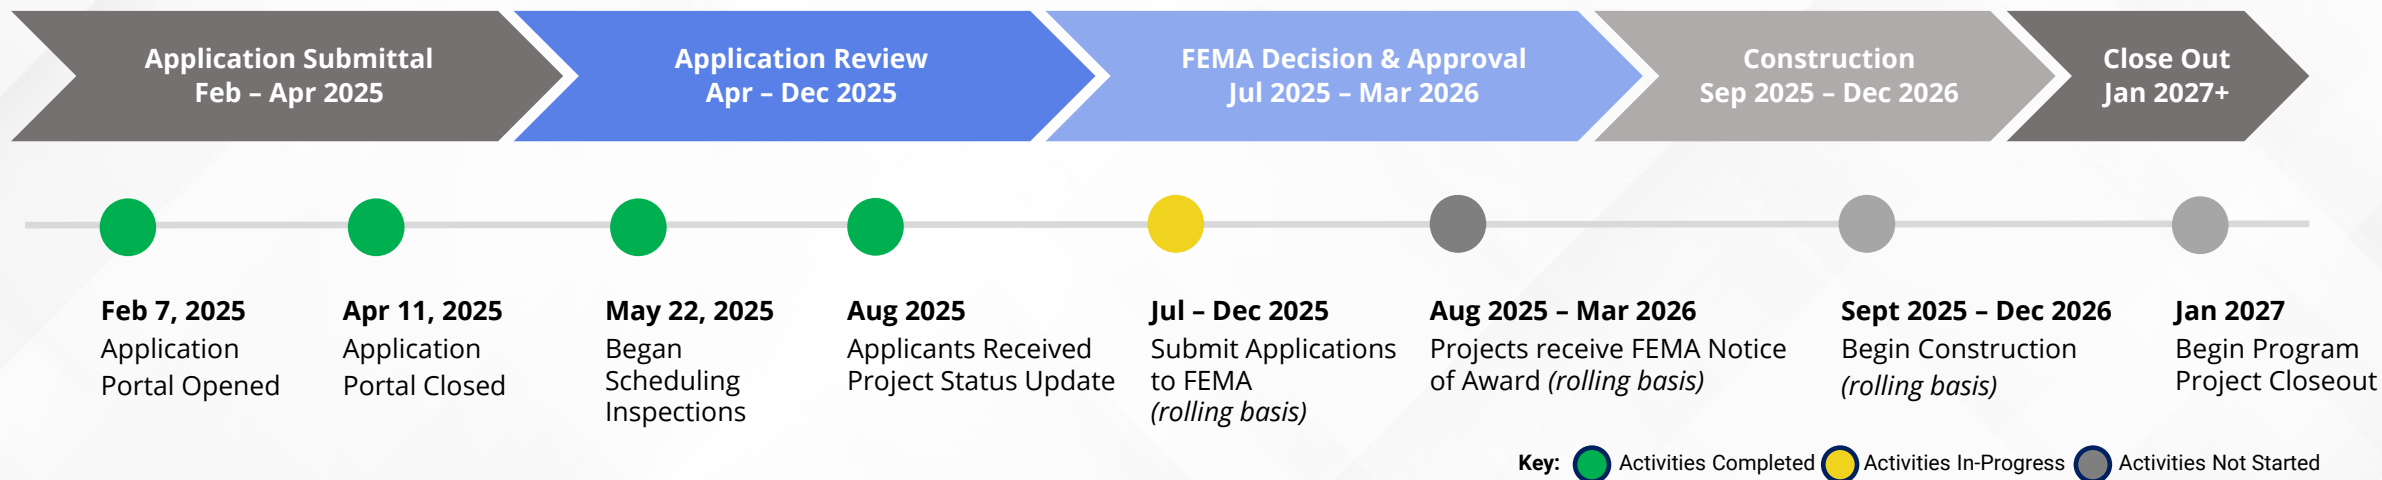 Application Submittal
Feb – Apr 2025
Application Review
Apr – Dec 2025
FEMA Decision & Approval
Jul 2025 – Mar 2026
Construction
Sep 2025 – Dec 2026
Close Out
Jan 2027+
Feb 7, 2025
Application
Portal Opened
Apr 11, 2025
Application
Portal Closed
May 22, 2025
Began
Scheduling
Inspections
Aug 2025
Applicants Received
Project Status Update
Jul – Dec 2025
Submit Applications
to FEMA
(rolling basis)
Aug 2025 – Mar 2026
Projects receive FEMA Notice
of Award (rolling basis)
Sept 2025 – Dec 2026
Begin Construction
(rolling basis)
Jan 2027
Begin Program
Project Closeout
Key: Activities Completed Activities In-Progress Activities Not Started